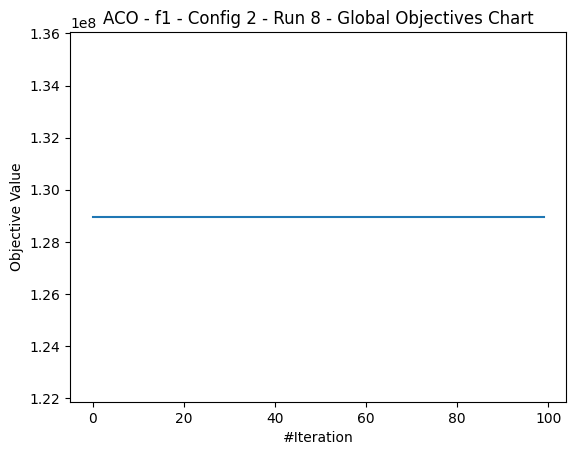 ACO - f1 - Config 2 - Run 8 - Global Objectives Chart
1e8
1.36
1.34
1.32
1.30
1.28
1.26
1.24
1.22
Objective Value
0 20 40 60 80 100
#Iteration